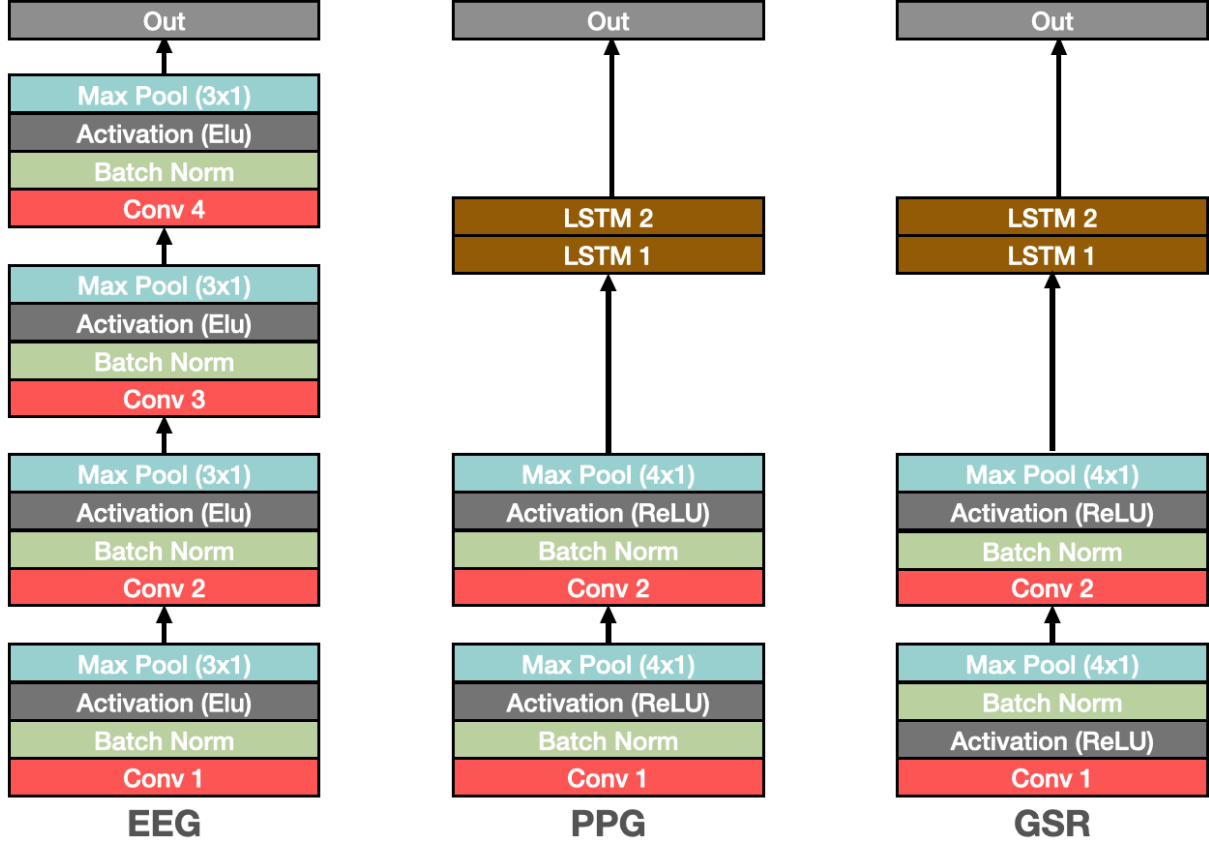 Out
Max Pool (3x1)
Activation (Elu)
Batch Norm
Conv 4
Max Pool (3x1)
Activation (Elu)
Batch Norm
Conv 3
Max Pool (3x1)
Activation (Elu)
Batch Norm
Conv 2
Max Pool (3x1)
Activation (Elu)
Batch Norm
Conv 1
EEG
Out
LSTM 2
LSTM 1
Max Pool (4x1)
Activation (ReLU)
Batch Norm
Conv 2
Max Pool (4x1)
Activation (ReLU)
Batch Norm
Conv 1
PPG
Out
LSTM 2
LSTM 1
Max Pool (4x1)
Activation (ReLU)
Batch Norm
Conv 2
Max Pool (4x1)
Batch Norm
Activation (ReLU)
Conv 1
GSR